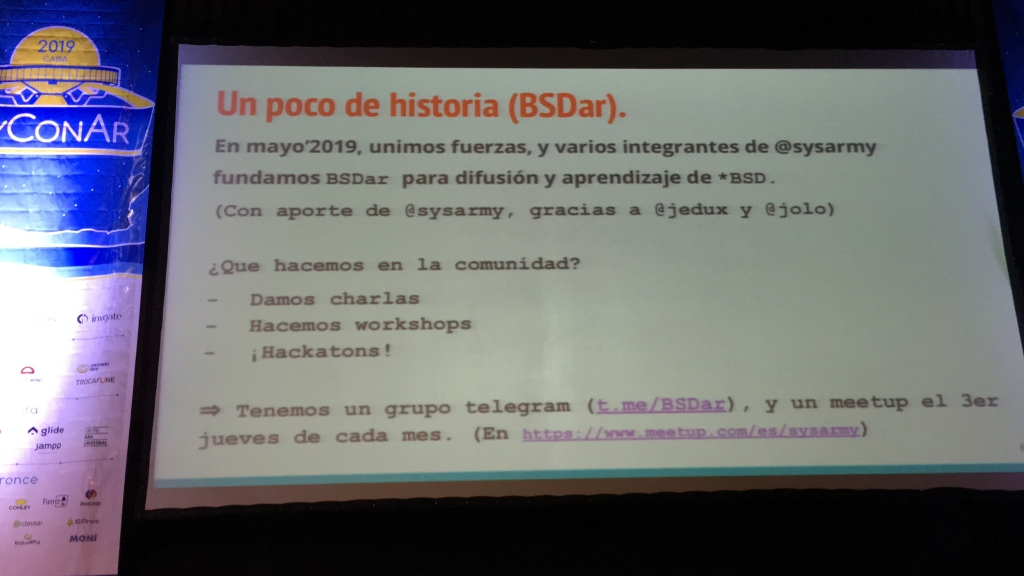 2019
CABA
yConAr
invgate
TROCAFONE
glide
jampp
ronce
MONÍ
Un poco de historia (BSDar).
En mayo'2019, unimos fuerzas, y varios integrantes de @sysarmy
fundamos BSDar para difusión y aprendizaje de *BSD.
(Con aporte de @sysarmy, gracias a @jedux y @jolo)
¿Que hacemos en la comunidad?
- Damos charlas
- Hacemos workshops
- ¡Hackatons!
⇒ Tenemos un grupo telegram (t.me/BSDar), y un meetup el 3er
jueves de cada mes. (En https://www.meetup.com/es/sysarmy)